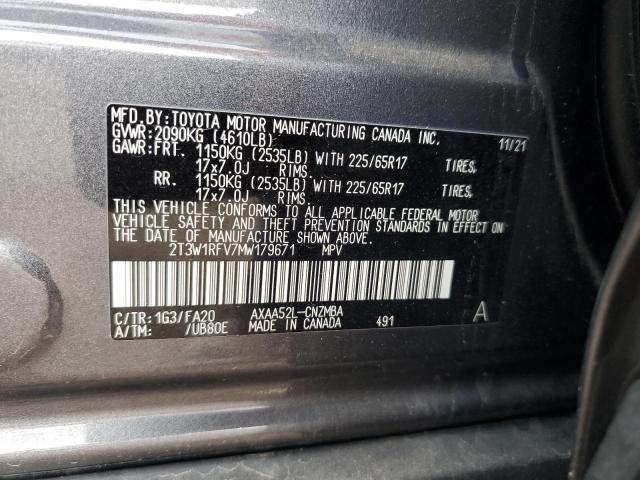 MFD.BY:TOYOTA MOTOR MANUFACTURING CANADA INC.
GVWR:2090KG (4610LB) 11/21
GAWR:FRT. 1150KG (2535LB) WITH 225/65R17 TIRES,
17x7.0J RIMS.
RR. 1150KG (2535LB) WITH 225/65R17 TIRES,
17x7.0J RIMS.
THIS VEHICLE CONFORMS TO ALL APPLICABLE FEDERAL MOTOR
VEHICLE SAFETY AND THEFT PREVENTION STANDARDS IN EFFECT ON
THE DATE OF MANUFACTURE SHOWN ABOVE.
2T3W1RFV7MW179671 MPV
C/TR:1G3/FA20 AXAA52L-CNZMBA A
A/TM: /UB80E MADE IN CANADA 491